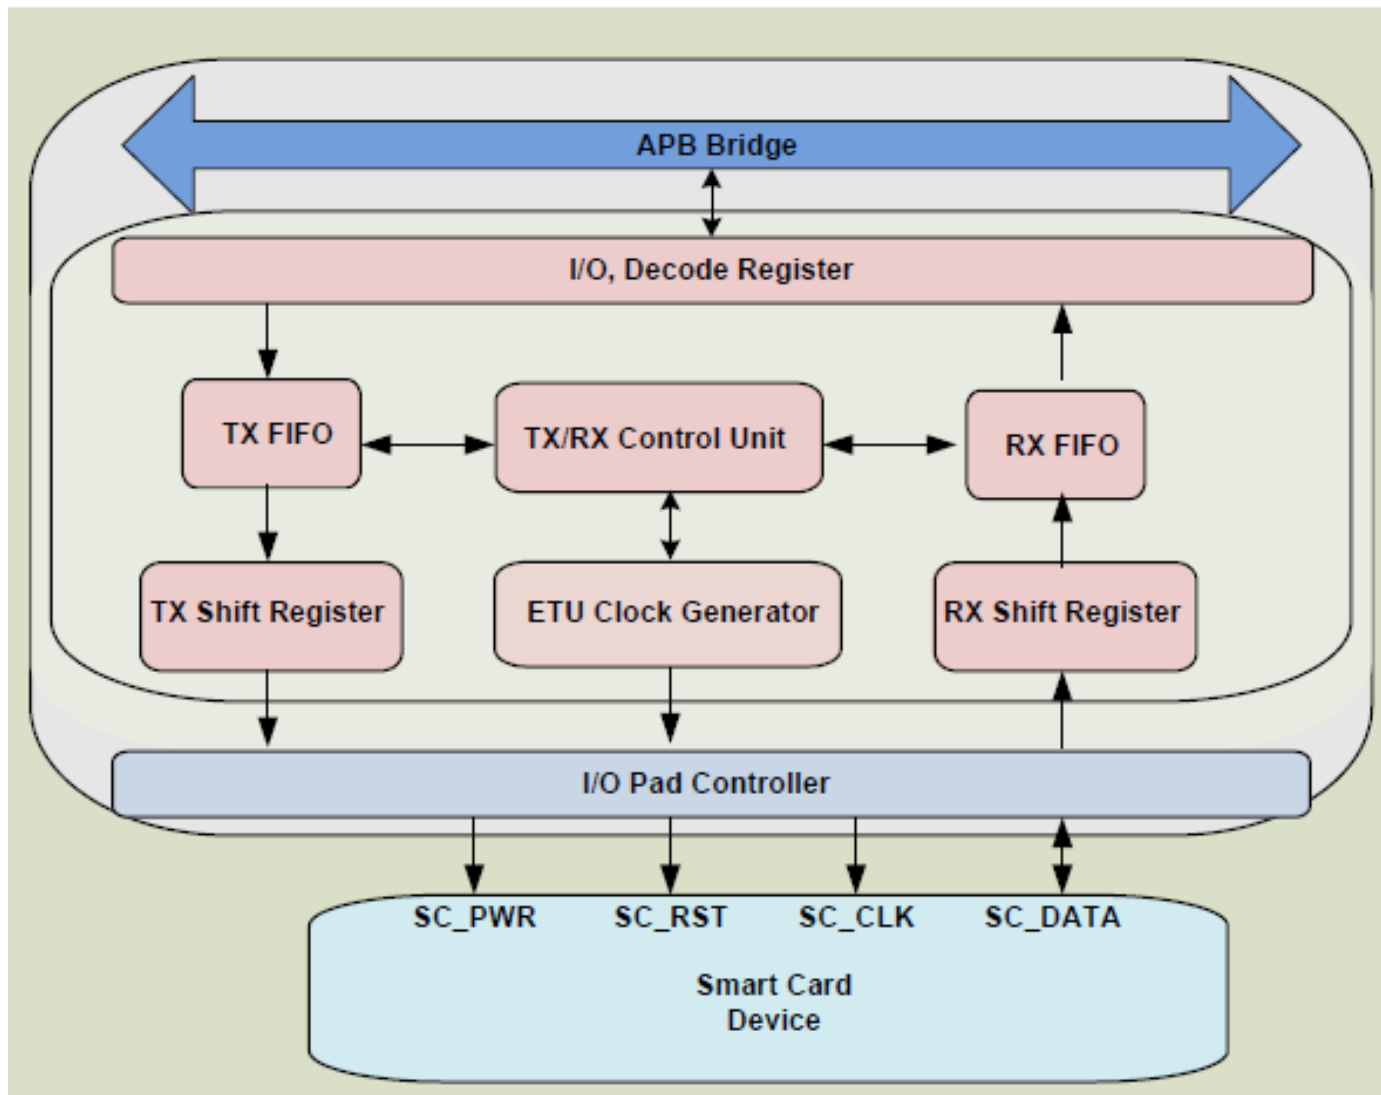 APB Bridge
I/O, Decode Register
TX FIFO
TX/RX Control Unit
RX FIFO
TX Shift Register
ETU Clock Generator
RX Shift Register
I/O Pad Controller
SC_PWR
SC_RST
SC_CLK
SC_DATA
Smart Card
Device